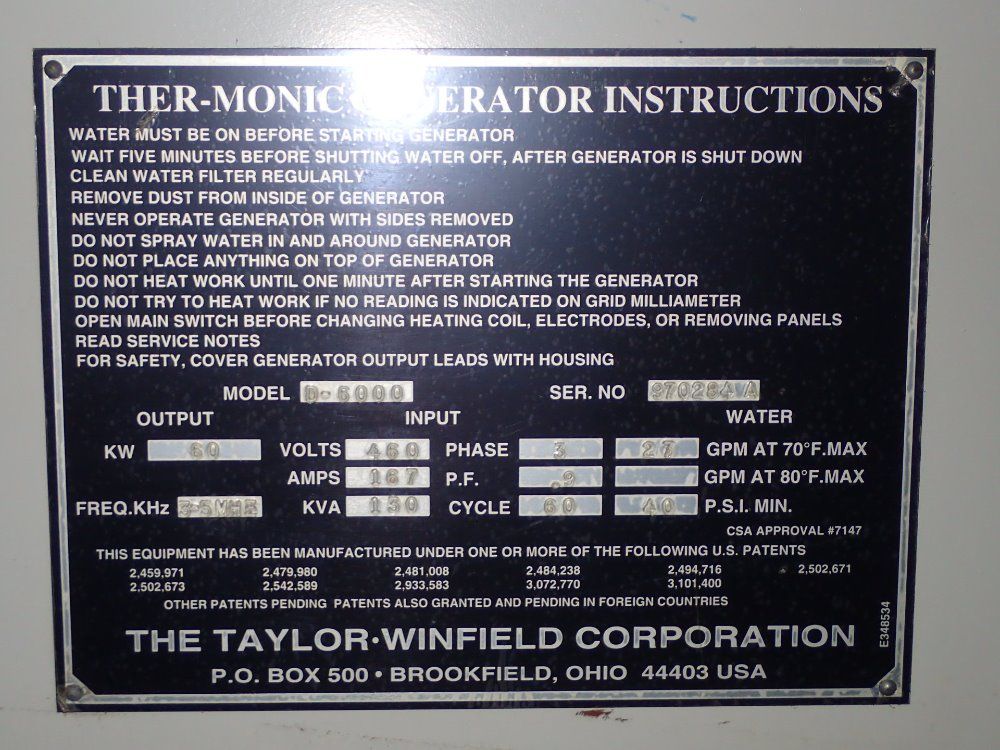 THER-MONIC GENERATOR INSTRUCTIONS
WATER MUST BE ON BEFORE STARTING GENERATOR
WAIT FIVE MINUTES BEFORE SHUTTING WATER OFF, AFTER GENERATOR IS SHUT DOWN
CLEAN WATER FILTER REGULARLY
REMOVE DUST FROM INSIDE OF GENERATOR
NEVER OPERATE GENERATOR WITH SIDES REMOVED
DO NOT SPRAY WATER IN AND AROUND GENERATOR
DO NOT PLACE ANYTHING ON TOP OF GENERATOR
DO NOT HEAT WORK UNTIL ONE MINUTE AFTER STARTING THE GENERATOR
DO NOT TRY TO HEAT WORK IF NO READING IS INDICATED ON GRID MILLIAMETER
OPEN MAIN SWITCH BEFORE CHANGING HEATING COIL, ELECTRODES, OR REMOVING PANELS
READ SERVICE NOTES
FOR SAFETY, COVER GENERATOR OUTPUT LEADS WITH HOUSING
MODEL D-6000 SER. NO 970284 A
OUTPUT INPUT WATER
KW 60 VOLTS 460 PHASE 3 27 GPM AT 70°F.MAX
AMPS 167 P.F. .9 GPM AT 80°F.MAX
FREQ.KHz KVA 130 CYCLE 60 40 P.S.I. MIN.
CSA APPROVAL #7147
THIS EQUIPMENT HAS BEEN MANUFACTURED UNDER ONE OR MORE OF THE FOLLOWING U.S. PATENTS
2,459,971 2,479,980 2,481,008 2,484,238 2,494,716 2,502,671
2,502,673 2,542,589 2,933,583 3,072,770 3,101,400
OTHER PATENTS PENDING PATENTS ALSO GRANTED AND PENDING IN FOREIGN COUNTRIES
E348534
THE TAYLOR·WINFIELD CORPORATION
P.O. BOX 500 • BROOKFIELD, OHIO 44403 USA